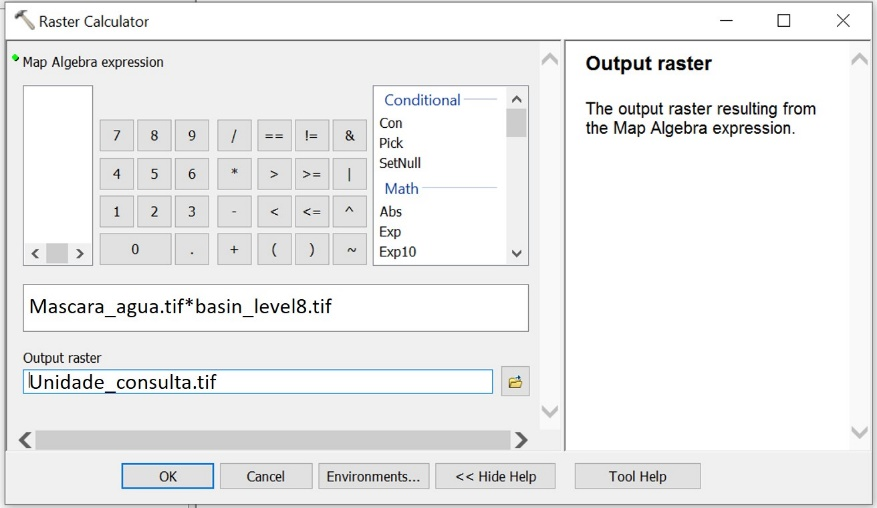 Raster Calculator
Map Algebra expression
7 8 9 / == != &
4 5 6 * > >= |
1 2 3 - < <= ^
0 . + ( ) ~
Conditional
Con
Pick
SetNull
Math
Abs
Exp
Exp10
Mascara_agua.tif*basin_level8.tif
Output raster
Unidade_consulta.tif
OK Cancel Environments... << Hide Help Tool Help
Output raster
The output raster resulting from
the Map Algebra expression.